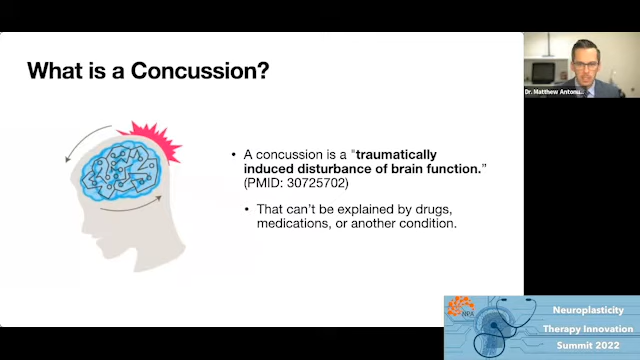 What is a Concussion?
• A concussion is a "traumatically
induced disturbance of brain function."
(PMID: 30725702)
• That can't be explained by drugs,
medications, or another condition.
Dr. Matthew Antonu...
NPA
Neuroplasticity
Therapy Innovation
Summit 2022